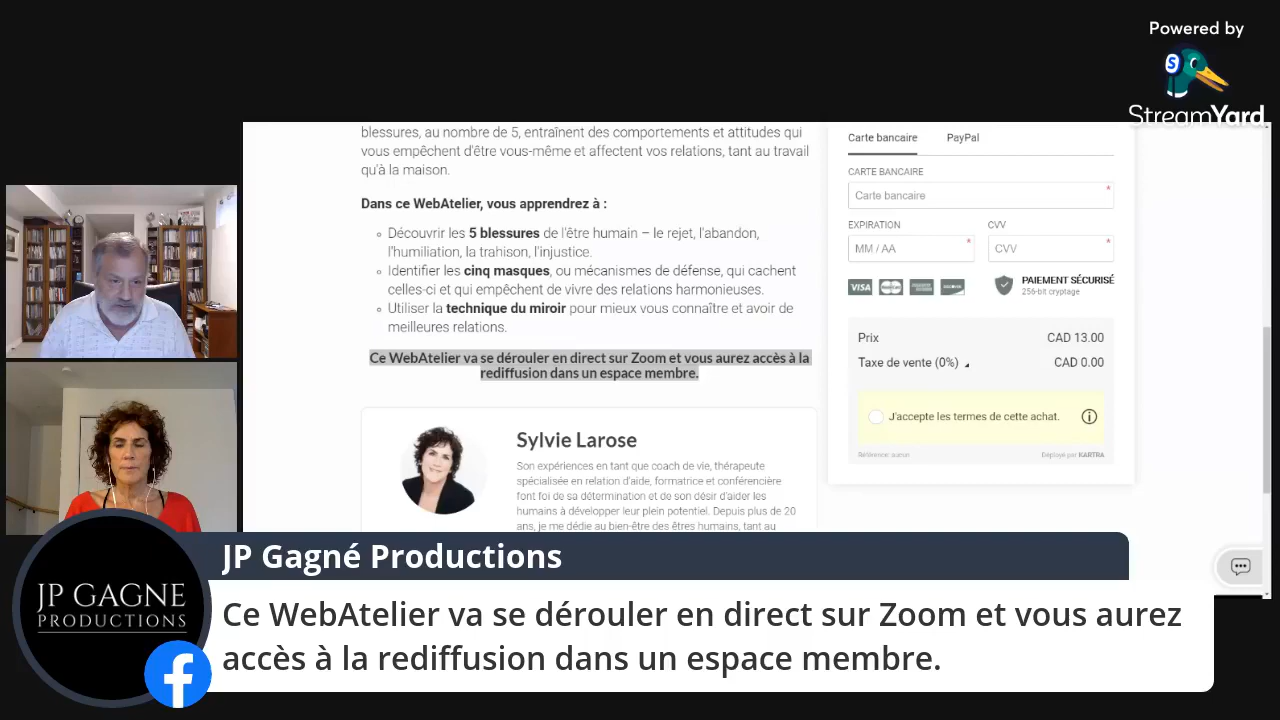 Powered by
StreamYard
blessures, au nombre de 5, entraînent des comportements et attitudes qui
vous empêchent d'être vous-même et affectent vos relations, tant au travail
qu'à la maison.
Dans ce WebAtelier, vous apprendrez à :
Découvrir les 5 blessures de l'être humain – le rejet, l'abandon,
l'humiliation, la trahison, l'injustice.
Identifier les cinq masques, ou mécanismes de défense, qui cachent
celles-ci et qui empêchent de vivre des relations harmonieuses.
Utiliser la technique du miroir pour mieux vous connaître et avoir de
meilleures relations.
Ce WebAtelier va se dérouler en direct sur Zoom et vous aurez accès à la
rediffusion dans un espace membre.
Sylvie Larose
Son expériences en tant que coach de vie, thérapeute
spécialisée en relation d'aide, formatrice et conférencière
font foi de sa détermination et de son désir d'aider les
humains à développer leur plein potentiel. Depuis plus de 20
ans, je me dédie au bien-être des êtres humains, tant au
Carte bancaire PayPal
CARTE BANCAIRE
Carte bancaire *
EXPIRATION CVV
MM / AA * CVV *
VISA PAIEMENT SÉCURISÉ
256-bit cryptage
Prix CAD 13.00
Taxe de vente (0%) CAD 0.00
J'accepte les termes de cette achat.
Référence: aucun Déployé par KARTRA
JP Gagné Productions
JP GAGNE
PRODUCTIONS
Ce WebAtelier va se dérouler en direct sur Zoom et vous aurez
accès à la rediffusion dans un espace membre.